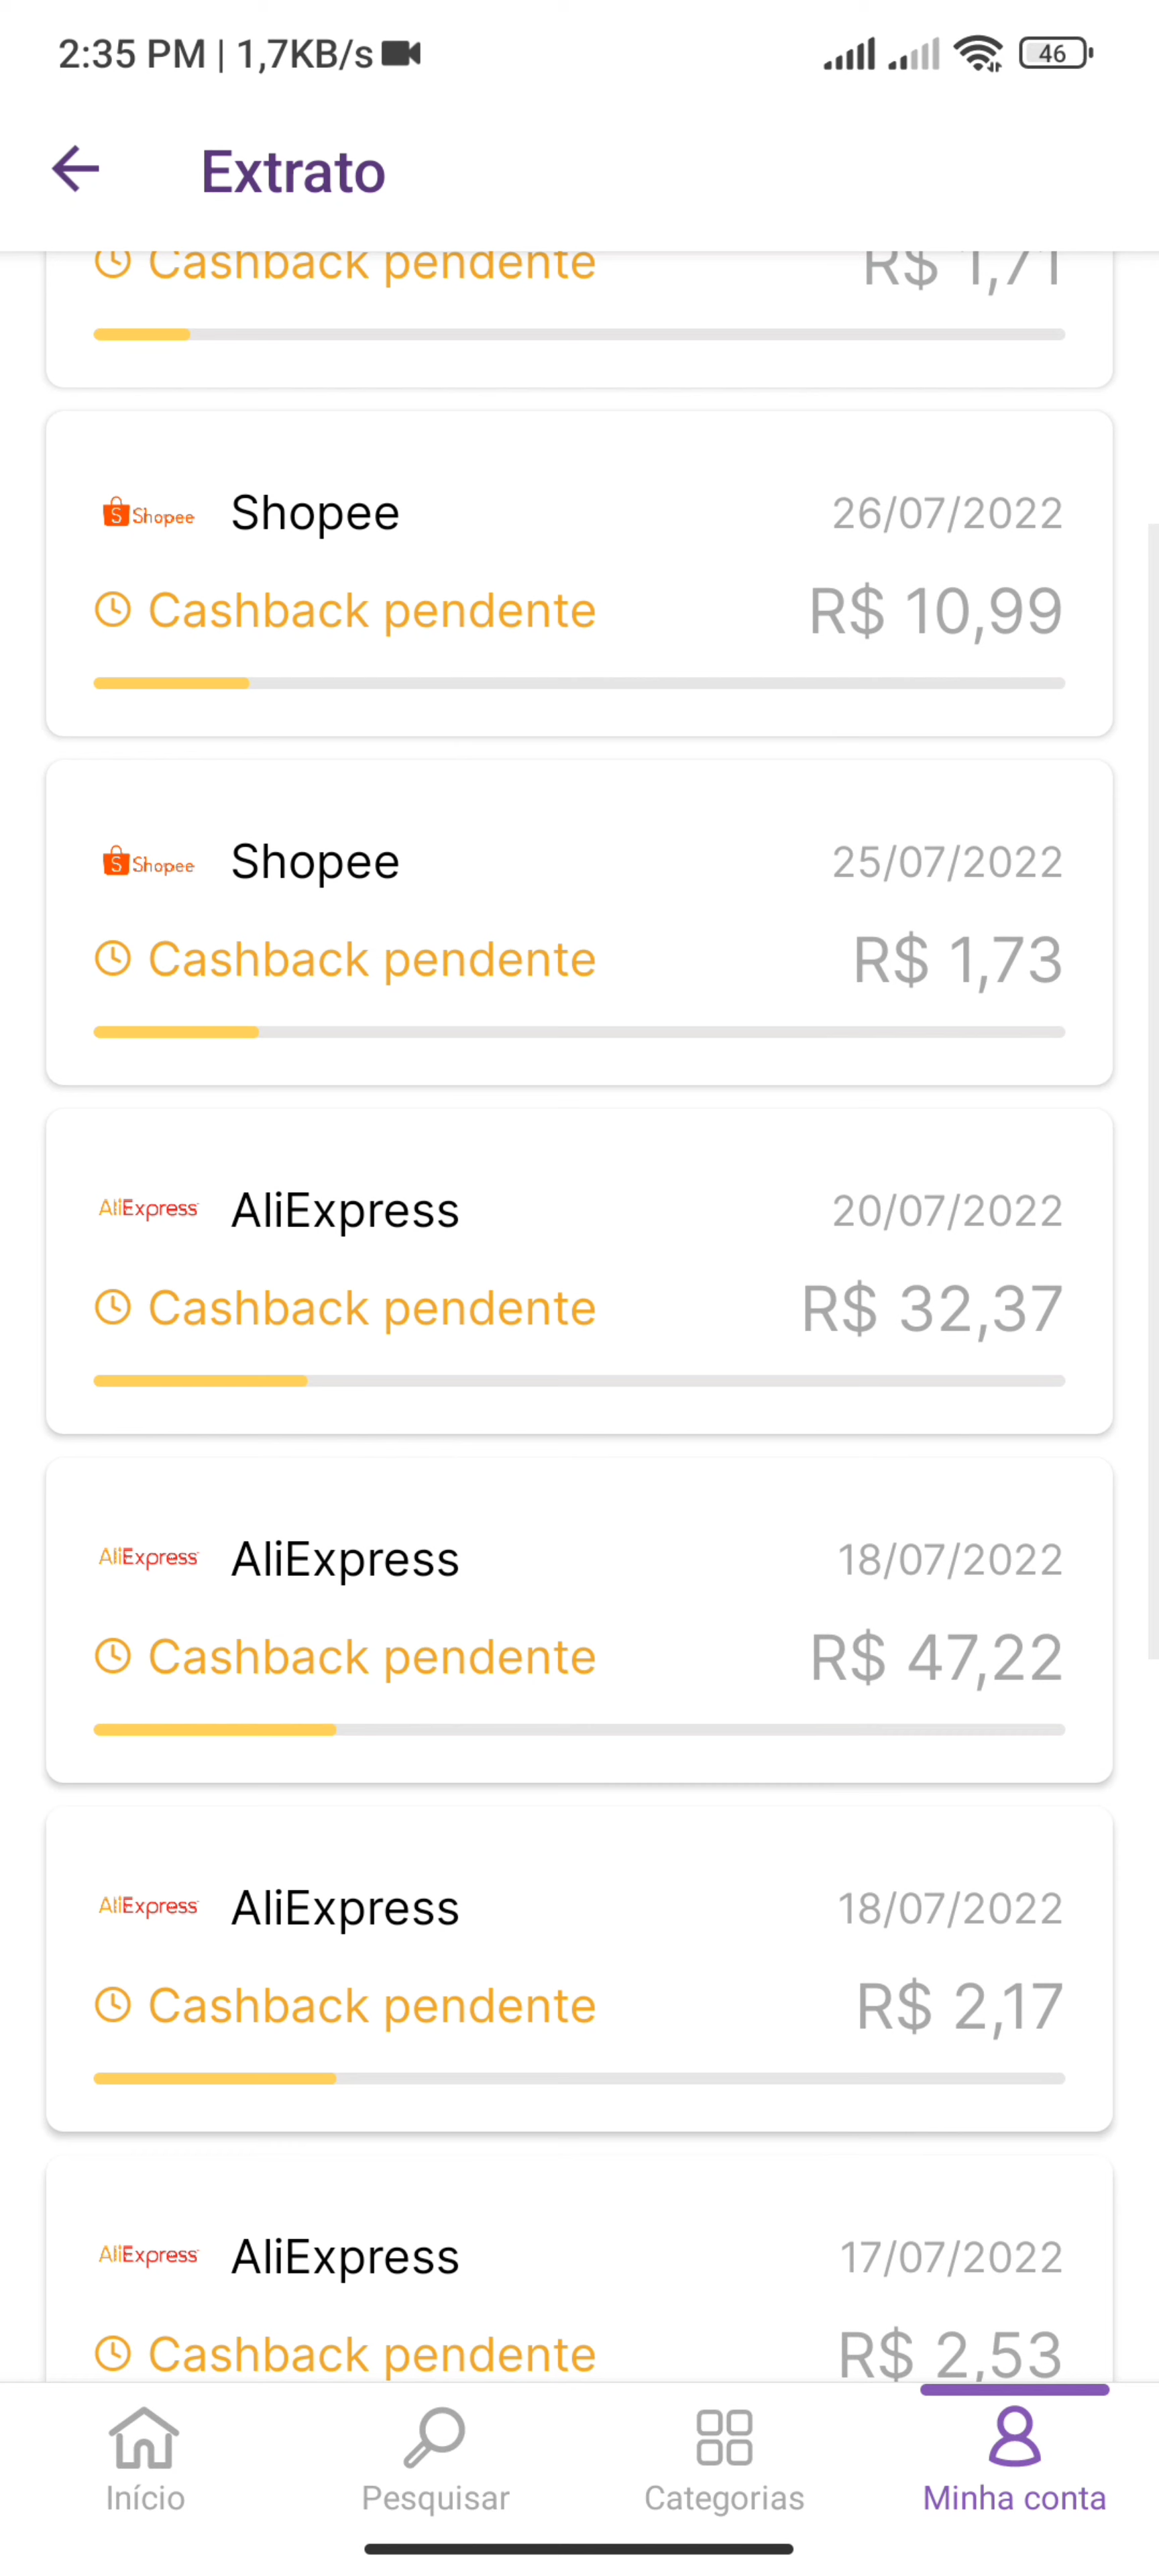 2:35 PM | 1,7KB/s 46
Extrato
Cashback pendente R$ 1,71
Shopee Shopee 26/07/2022
Cashback pendente R$ 10,99
Shopee Shopee 25/07/2022
Cashback pendente R$ 1,73
AliExpress AliExpress 20/07/2022
Cashback pendente R$ 32,37
AliExpress AliExpress 18/07/2022
Cashback pendente R$ 47,22
AliExpress AliExpress 18/07/2022
Cashback pendente R$ 2,17
AliExpress AliExpress 17/07/2022
Cashback pendente R$ 2,53
Início Pesquisar Categorias Minha conta